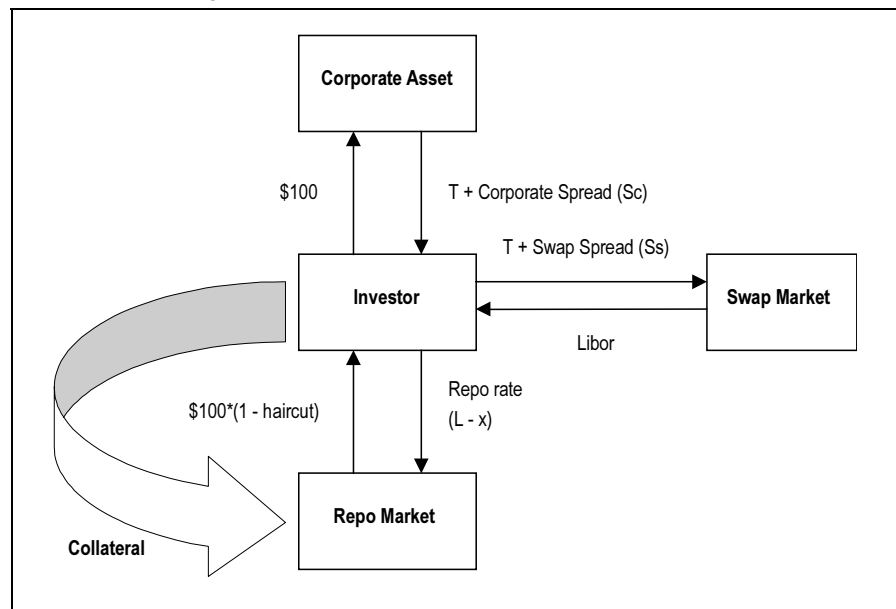 Corporate Asset
$100
T + Corporate Spread (Sc)
T + Swap Spread (Ss)
Investor
Swap Market
Libor
$100*(1 - haircut)
Repo rate
(L - x)
Repo Market
Collateral